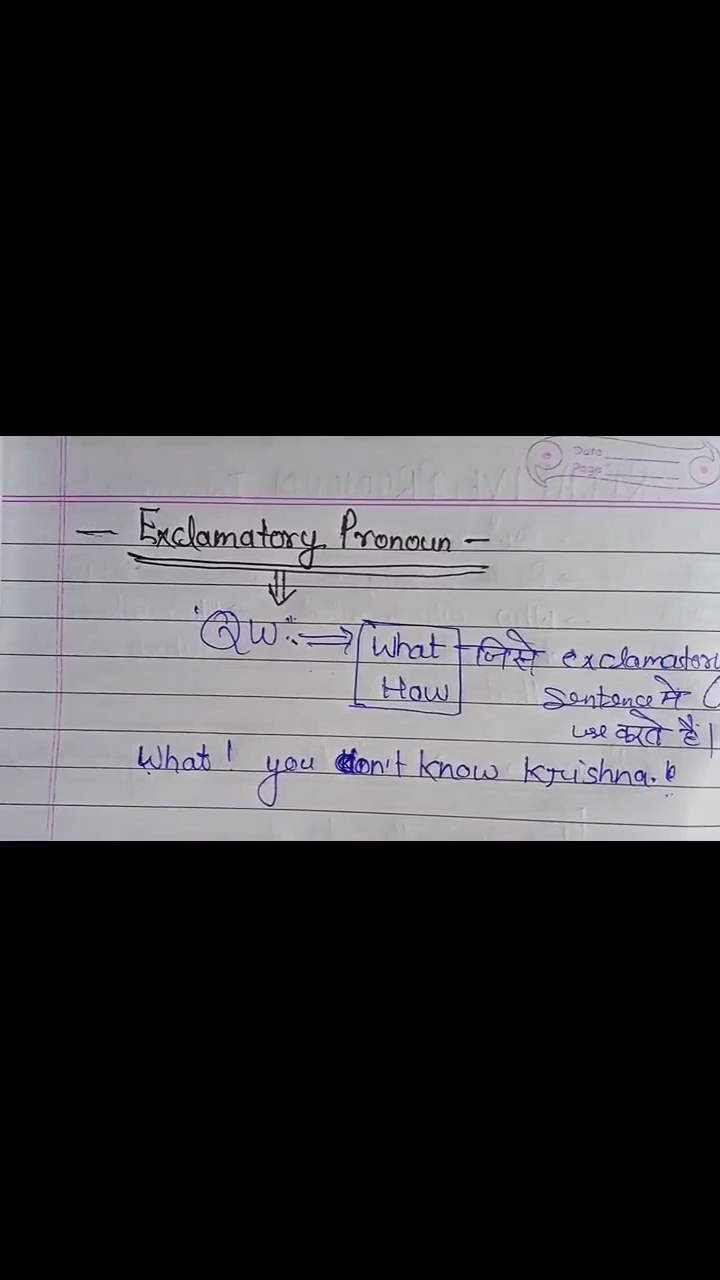 Date
Page
— Exclamatory Pronoun —
'QW' :⇒ What जिसे exclamatory
How sentence में (
use करते है|
What! you don't know Krishna.